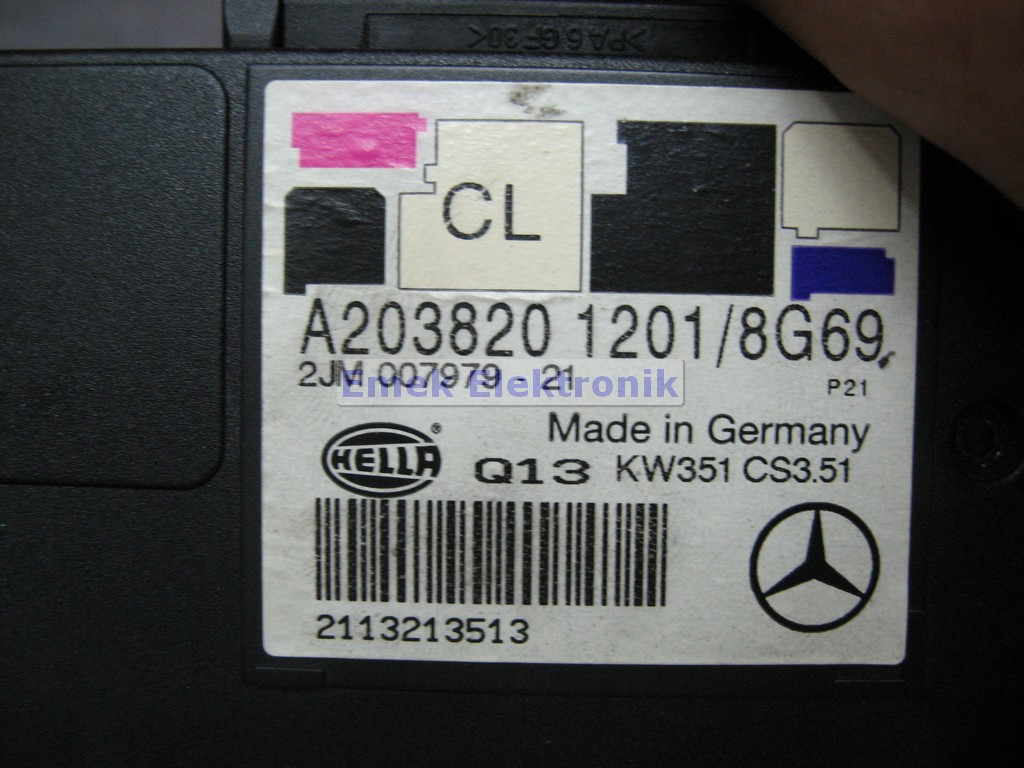 >PA6GF30<
CL
A203820 1201/8G69
2JM 007979 - 21
Emek Elektronik
P21
Made in Germany
HELLA®
Q13 KW351 CS3.51
2113213513